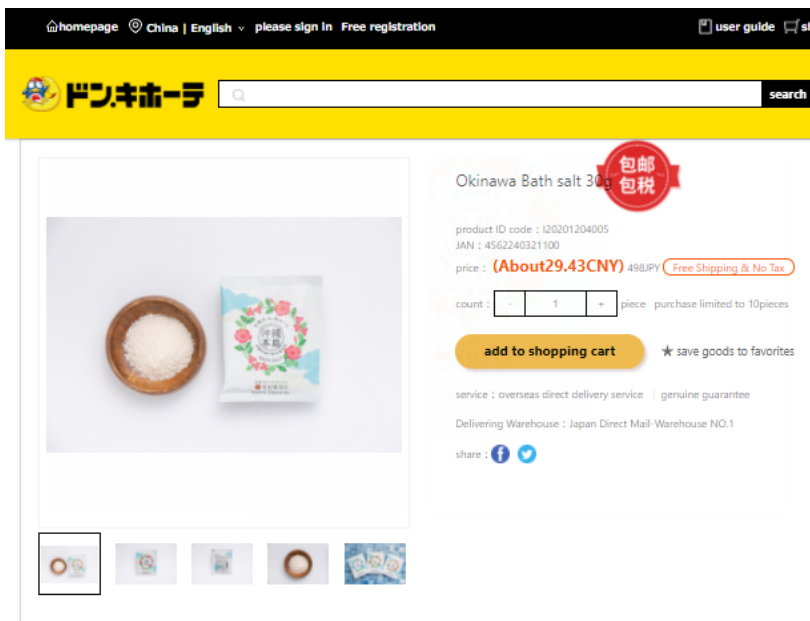 homepage China | English please sign in Free registration user guide
ドン.キホーテ search
Okinawa Bath salt 30g
包邮
包税
product ID code : I20201204005
JAN : 4562240321100
price : (About29.43CNY) 498JPY Free Shipping & No Tax
count : - 1 + piece purchase limited to 10pieces
add to shopping cart ★ save goods to favorites
service : overseas direct delivery service | genuine guarantee
Delivering Warehouse : Japan Direct Mail-Warehouse NO.1
share :
沖縄
本島